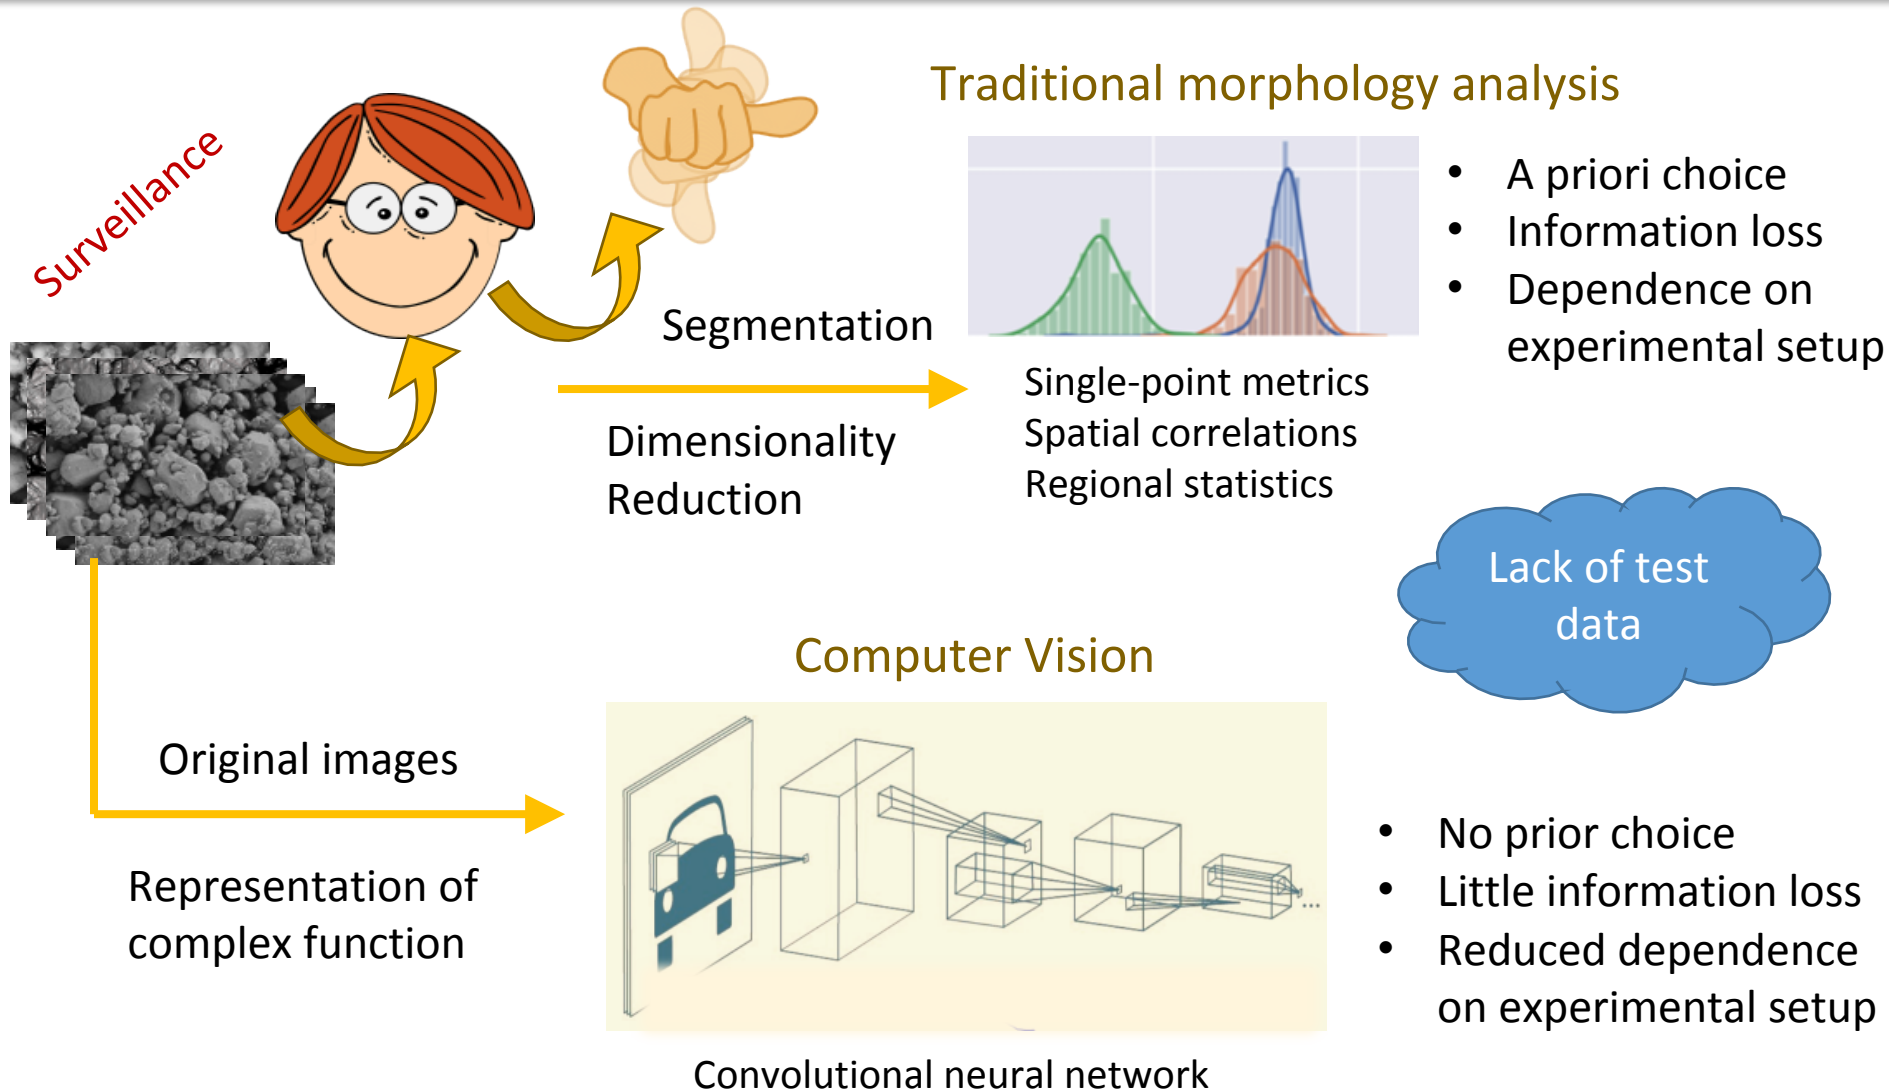 Surveillance
Traditional morphology analysis
• A priori choice
• Information loss
• Dependence on
experimental setup
Segmentation
Dimensionality
Reduction
Single-point metrics
Spatial correlations
Regional statistics
Lack of test
data
Computer Vision
Original images
Representation of
complex function
...
• No prior choice
• Little information loss
• Reduced dependence
on experimental setup
Convolutional neural network